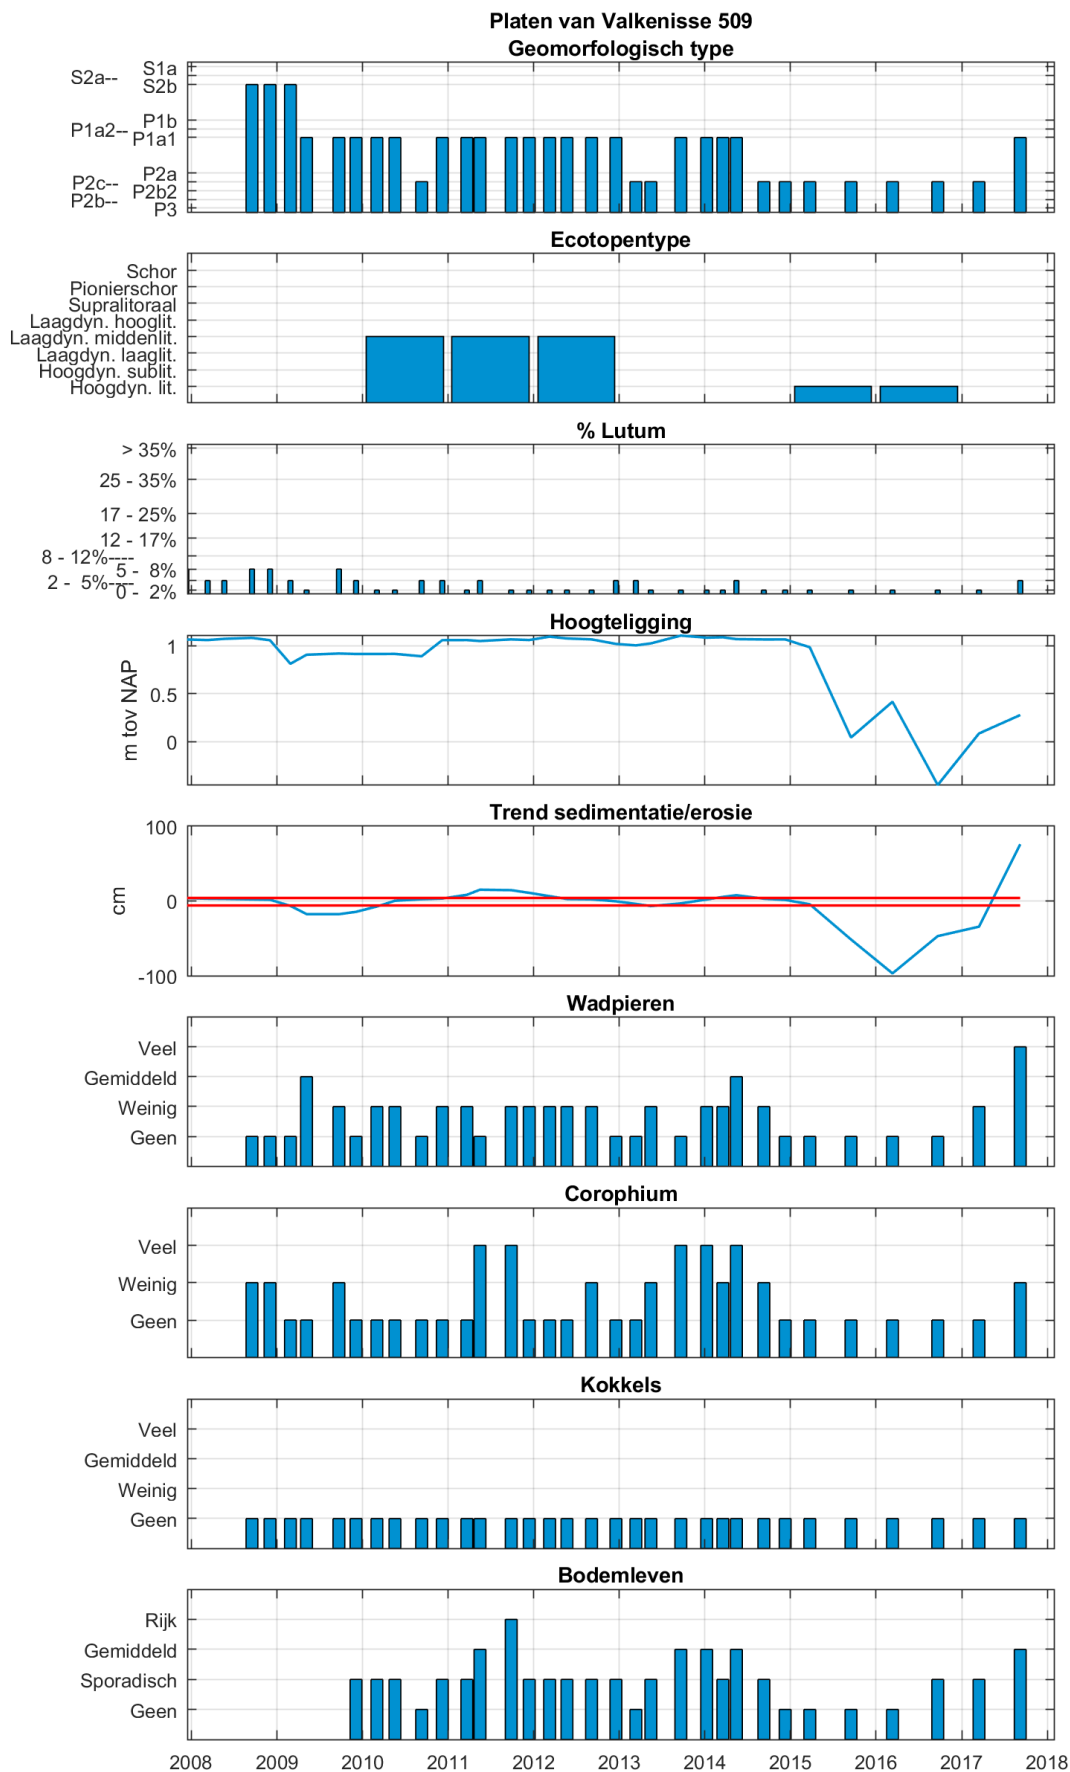 Platen van Valkenisse 509
Geomorfologisch type
S1a
S2a--
S2b
P1b
P1a2--
P1a1
P2a
P2c--
P2b2
P2b--
P3
Ecotopentype
Schor
Pionierschor
Supralitoraal
Laagdyn. hooglit.
Laagdyn. middenlit.
Laagdyn. laaglit.
Hoogdyn. sublit.
Hoogdyn. lit.
% Lutum
> 35%
25 - 35%
17 - 25%
12 - 17%
8 - 12%----
5 - 8%
2 - 5%----
0 - 2%
Hoogteligging
1
0.5
0
m tov NAP
Trend sedimentatie/erosie
100
0
-100
cm
Wadpieren
Veel
Gemiddeld
Weinig
Geen
Corophium
Veel
Weinig
Geen
Kokkels
Veel
Gemiddeld
Weinig
Geen
Bodemleven
Rijk
Gemiddeld
Sporadisch
Geen
2008 2009 2010 2011 2012 2013 2014 2015 2016 2017 2018